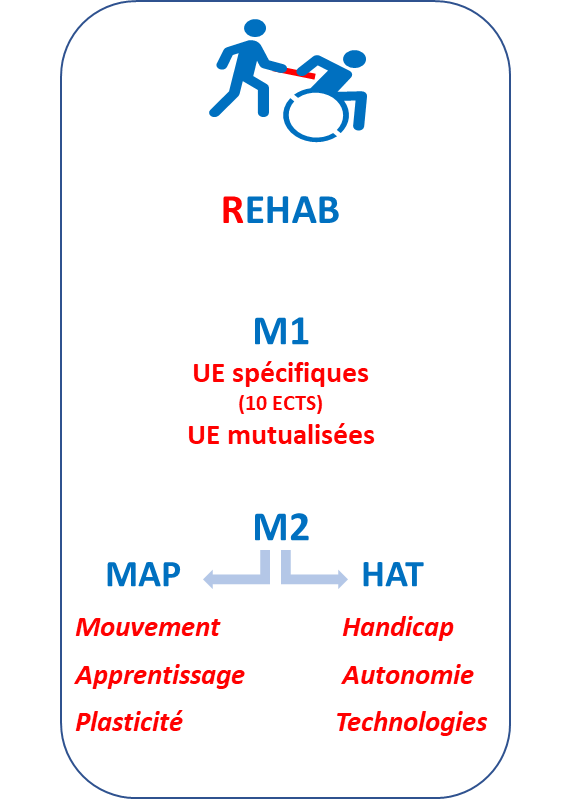 REHAB
M1
UE spécifiques
(10 ECTS)
UE mutualisées
M2
MAP HAT
Mouvement Handicap
Apprentissage Autonomie
Plasticité Technologies